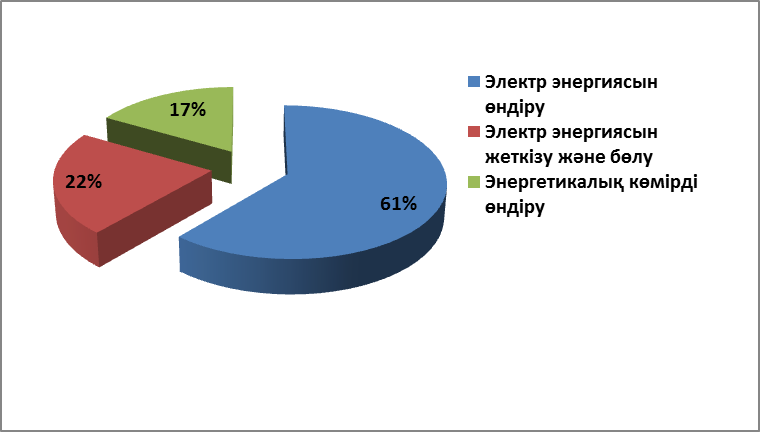 17%
22%
61%
Электр энергиясын
өндіру
Электр энергиясын
жеткізу және бөлу
Энергетикалық көмірді
өндіру